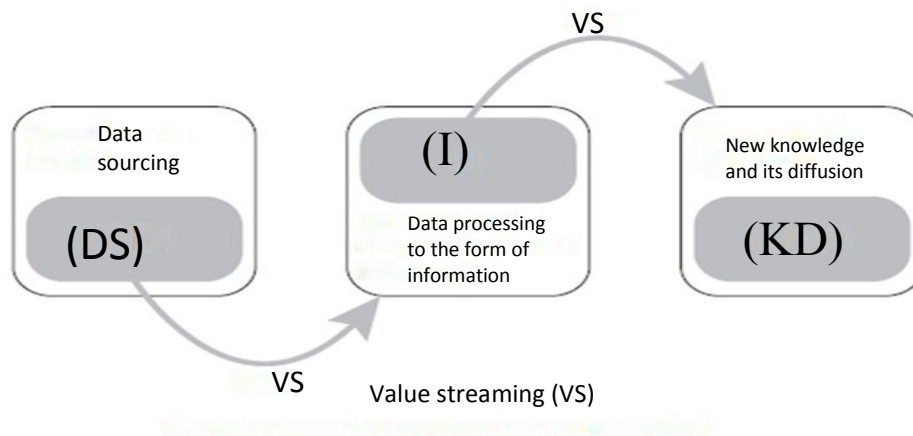 VS
Data
sourcing
(DS)
(I)
Data processing
to the form of
information
New knowledge
and its diffusion
(KD)
VS
Value streaming (VS)